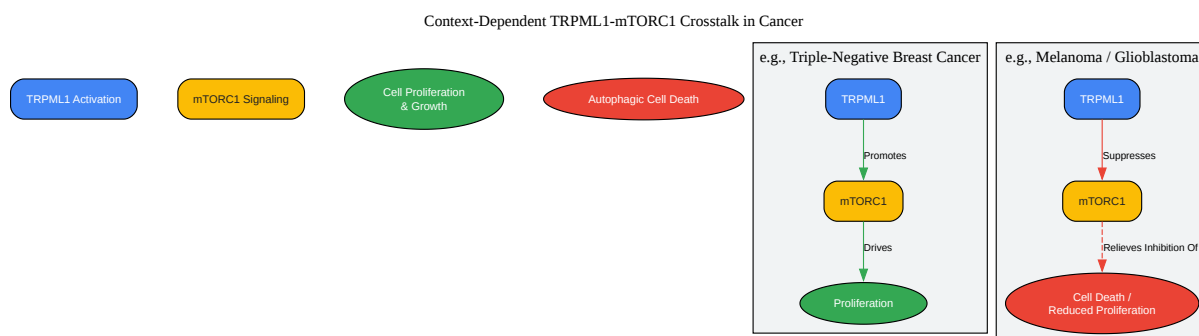 Context-Dependent TRPML1-mTORC1 Crosstalk in Cancer
TRPML1 Activation
mTORC1 Signaling
Cell Proliferation
& Growth
Autophagic Cell Death
e.g., Triple-Negative Breast Cancer
TRPML1
Promotes
mTORC1
Drives
Proliferation
e.g., Melanoma / Glioblastoma
TRPML1
Suppresses
mTORC1
Relieves Inhibition Of
Cell Death /
Reduced Proliferation